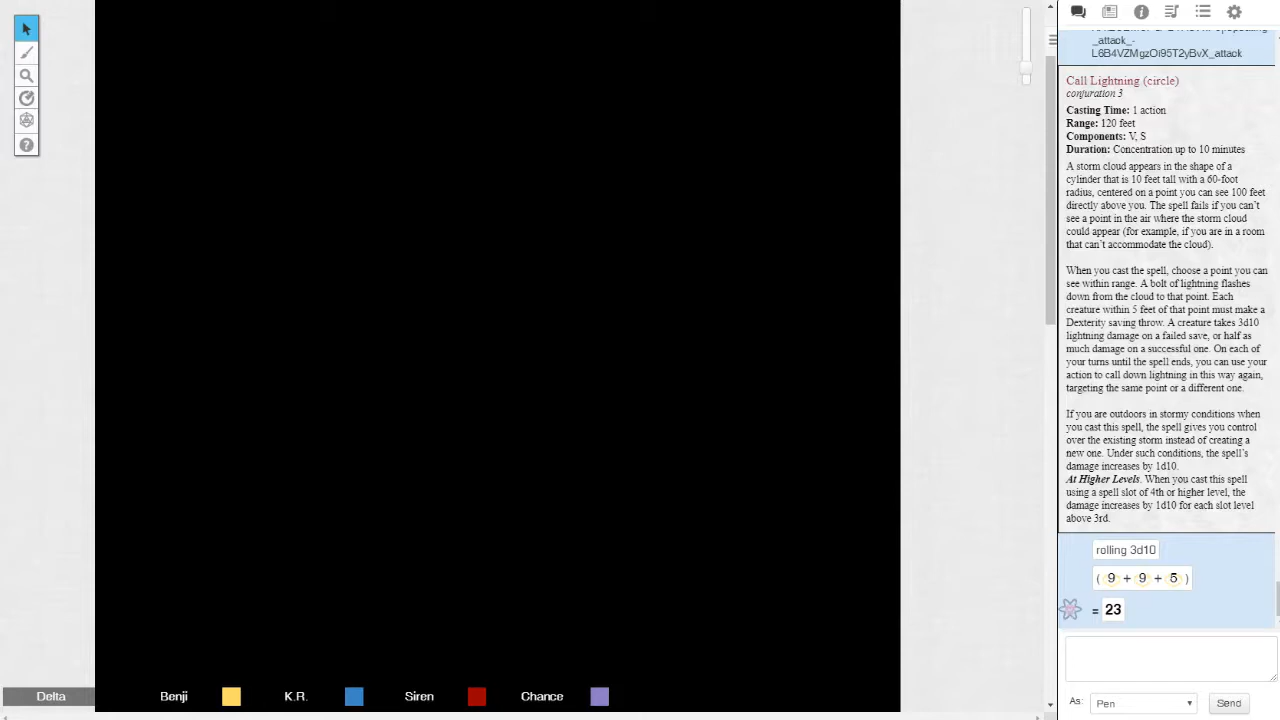 _attack_-
L6B4VZMgzOi95T2yBvX_attack
Call Lightning (circle)
conjuration 3
Casting Time: 1 action
Range: 120 feet
Components: V, S
Duration: Concentration up to 10 minutes
A storm cloud appears in the shape of a
cylinder that is 10 feet tall with a 60-foot
radius, centered on a point you can see 100 feet
directly above you. The spell fails if you can't
see a point in the air where the storm cloud
could appear (for example, if you are in a room
that can't accommodate the cloud).
When you cast the spell, choose a point you can
see within range. A bolt of lightning flashes
down from the cloud to that point. Each
creature within 5 feet of that point must make a
Dexterity saving throw. A creature takes 3d10
lightning damage on a failed save, or half as
much damage on a successful one. On each of
your turns until the spell ends, you can use your
action to call down lightning in this way again,
targeting the same point or a different one.
If you are outdoors in stormy conditions when
you cast this spell, the spell gives you control
over the existing storm instead of creating a
new one. Under such conditions, the spell's
damage increases by 1d10.
At Higher Levels. When you cast this spell
using a spell slot of 4th or higher level, the
damage increases by 1d10 for each slot level
above 3rd.
rolling 3d10
( 9 + 9 + 5 )
= 23
As: Pen Send
Delta Benji K.R. Siren Chance